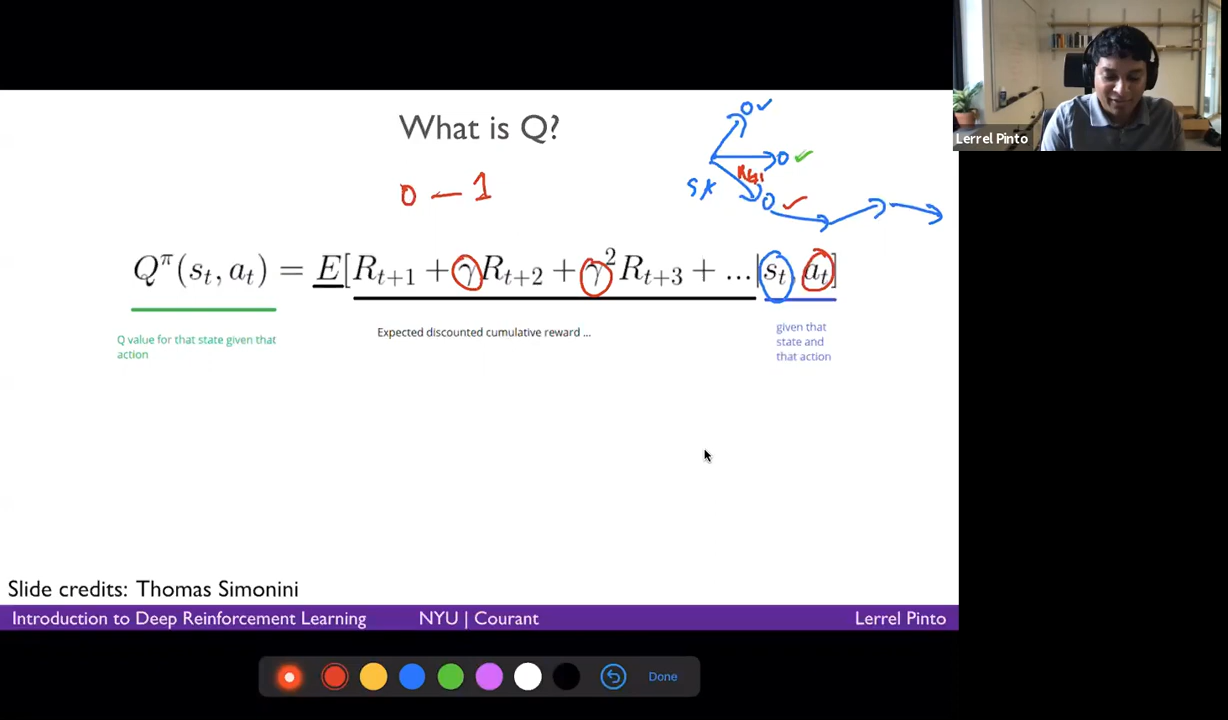 Lerrel Pinto
What is Q?
0 — 1
R_{t+1}
Q^π(s_t, a_t) = E[R_{t+1} + γR_{t+2} + γ²R_{t+3} + ...|s_t, a_t]
Q value for that state given that
action
Expected discounted cumulative reward ...
given that
state and
that action
Slide credits: Thomas Simonini
Introduction to Deep Reinforcement Learning NYU | Courant Lerrel Pinto
Done